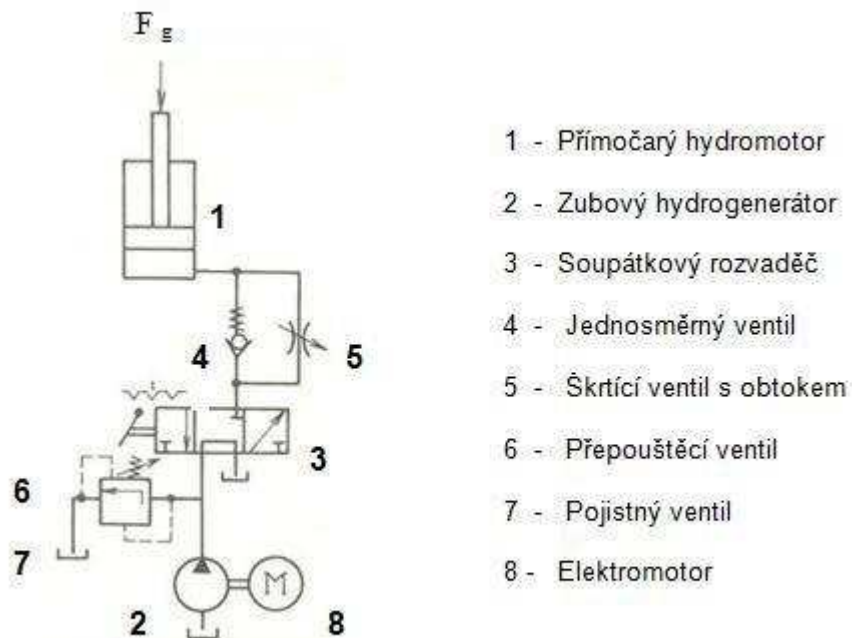 F g
1
4
5
3
6
7
M
2
8
1 - Přímočarý hydromotor
2 - Zubový hydrogenerátor
3 - Soupátkový rozvaděč
4 - Jednosměrný ventil
5 - Škrtící ventil s obtokem
6 - Přepouštěcí ventil
7 - Pojistný ventil
8 - Elektromotor